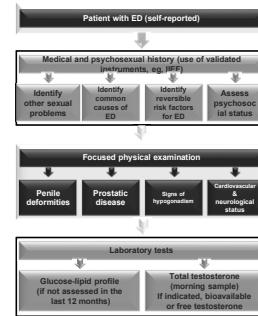 Patient with ED (self-reported)
Medical and psychosexual history (use of validated
instruments, eg, IIEF)
Identify
other sexual
problems
Identify
common
causes of
ED
Identify
reversible
risk factors
for ED
Assess
psychosoc
ial status
Focused physical examination
Penile
deformities
Prostatic
disease
Signs of
hypogonadism
Cardiovascular
&
neurological
status
Laboratory tests
Glucose-lipid profile
(if not assessed in the
last 12 months)
Total testosterone
(morning sample)
If indicated, bioavailable
or free testosterone